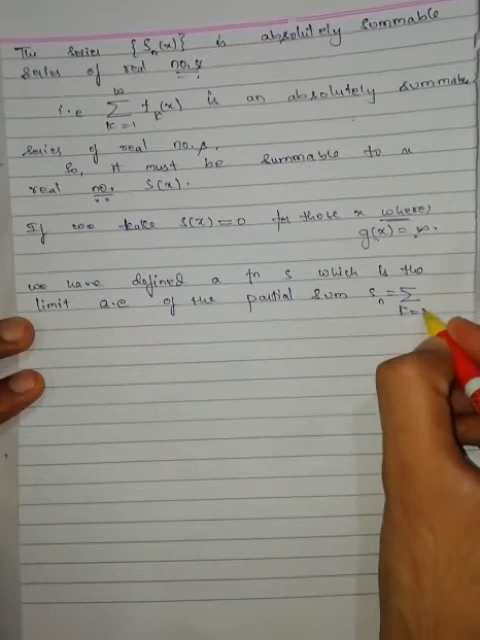 The series {Sₙ(x)} is absolutely summable
series of real no.s
i.e ∑_{k=1}^{∞} fₖ(x) is an absolutely summable
series of real no.s.
So, it must be summable to a
real no. S(x).
If we take S(x)=0 for those x where,
g(x)=∞.
we have defined a fn S which is the
limit a.e of the partial sum Sₙ=∑
k=1